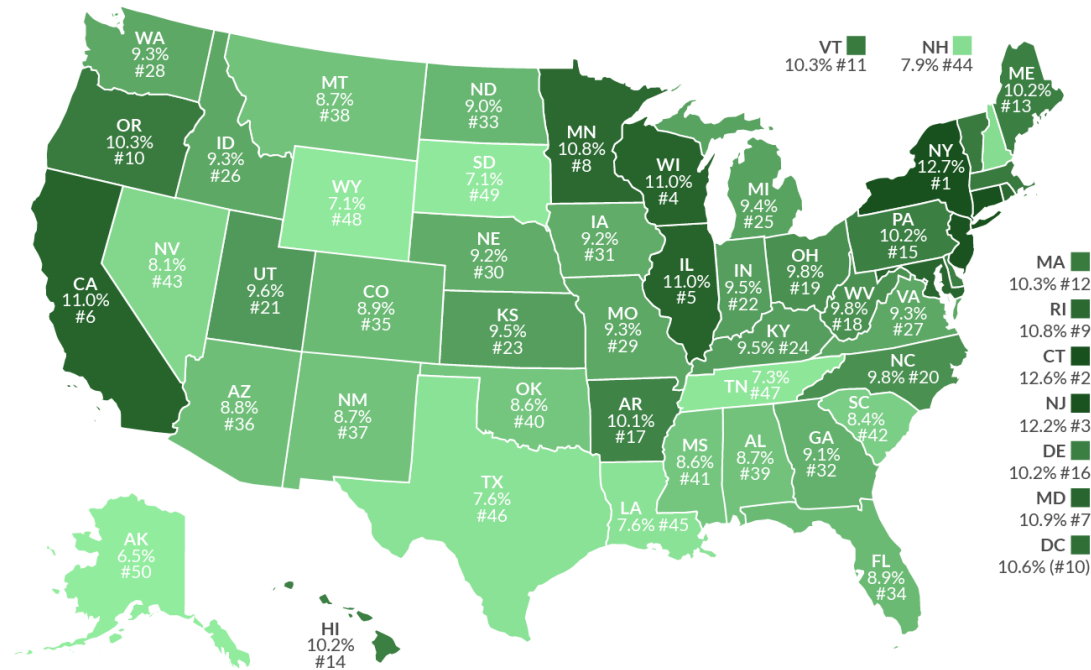 WA
9.3%
#28
OR
10.3%
#10
CA
11.0%
#6
ID
9.3%
#26
NV
8.1%
#43
MT
8.7%
#38
WY
7.1%
#48
UT
9.6%
#21
AZ
8.8%
#36
CO
8.9%
#35
NM
8.7%
#37
ND
9.0%
#33
SD
7.1%
#49
NE
9.2%
#30
KS
9.5%
#23
OK
8.6%
#40
TX
7.6%
#46
MN
10.8%
#8
IA
9.2%
#31
MO
9.3%
#29
AR
10.1%
#17
LA
7.6% #45
WI
11.0%
#4
IL
11.0%
#5
MI
9.4%
#25
IN
9.5%
#22
OH
9.8%
#19
KY
9.5% #24
TN 7.3%
#47
MS
8.6%
#41
AL
8.7%
#39
GA
9.1%
#32
FL
8.9%
#34
SC
8.4%
#42
NC
9.8% #20
VA
9.3%
#27
WV
9.8%
#18
PA
10.2%
#15
NY
12.7%
#1
ME
10.2%
#13
VT
10.3% #11
NH
7.9% #44
MA
10.3% #12
RI
10.8% #9
CT
12.6% #2
NJ
12.2% #3
DE
10.2% #16
MD
10.9% #7
DC
10.6% (#10)
AK
6.5%
#50
HI
10.2%
#14